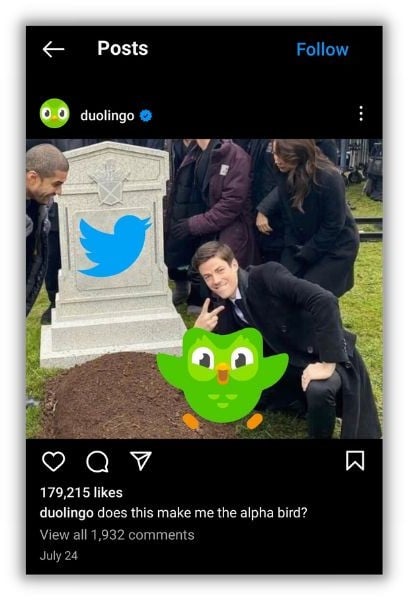 Posts
Follow
duolingo
179,215 likes
duolingo does this make me the alpha bird?
View all 1,932 comments
July 24